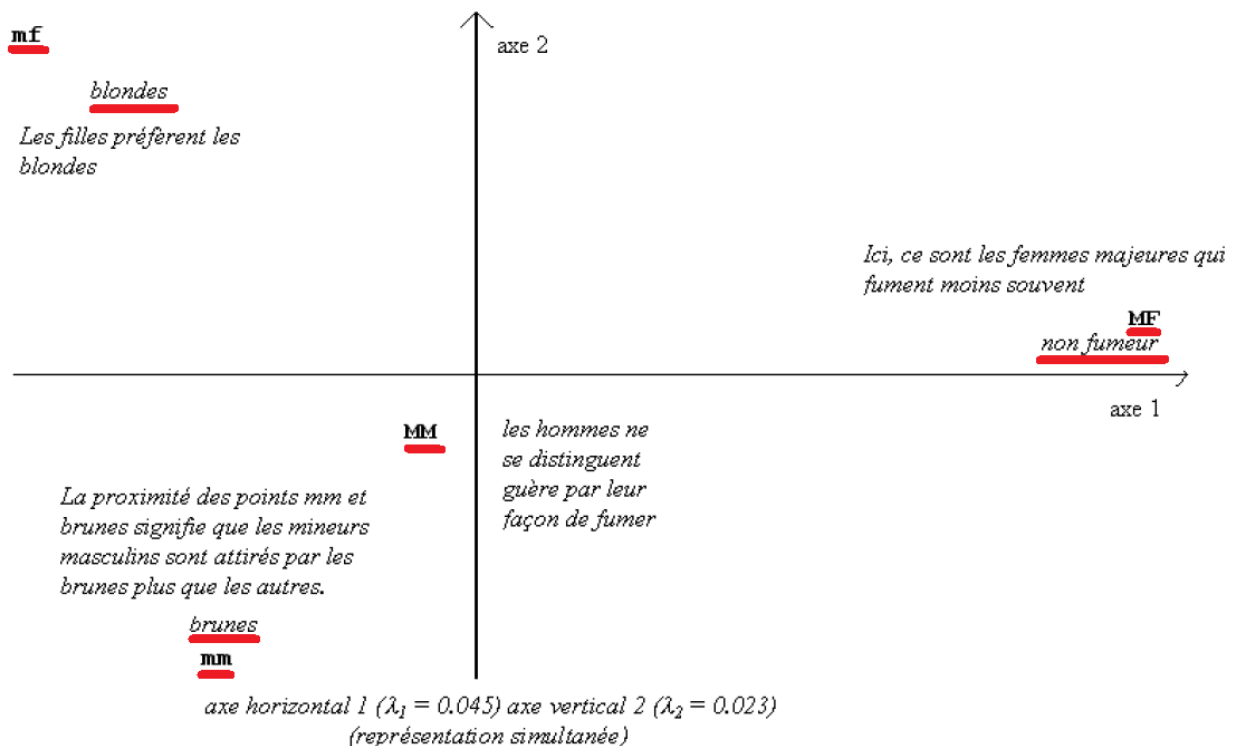 mf
axe 2
blondes
Les filles préfèrent les
blondes
Ici, ce sont les femmes majeures qui
fument moins souvent
MF
non fumeur
axe 1
MM
les hommes ne
se distinguent
guère par leur
façon de fumer
La proximité des points mm et
brunes signifie que les mineurs
masculins sont attirés par les
brunes plus que les autres.
brunes
mm
axe horizontal 1 (λ₁ = 0.045) axe vertical 2 (λ₂ = 0.023)
(représentation simultanée)